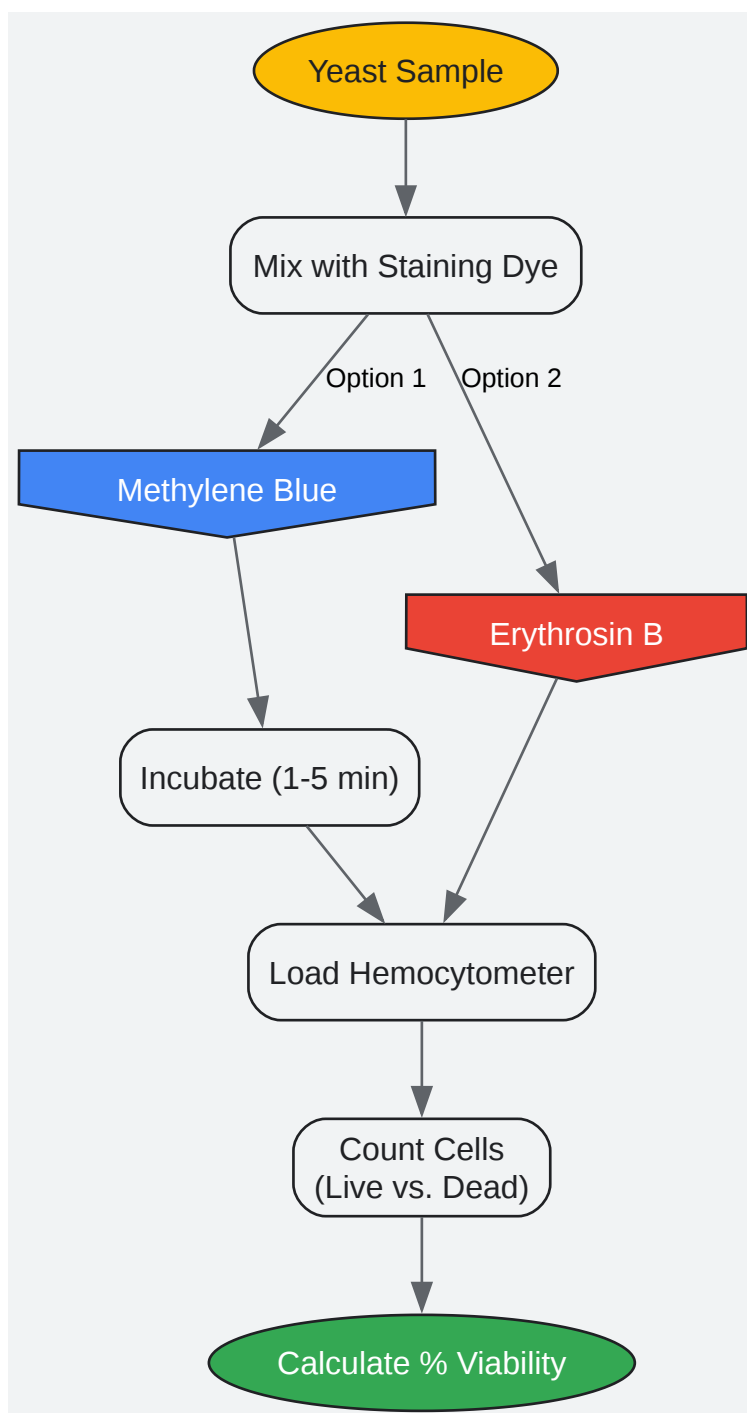 Yeast Sample
Mix with Staining Dye
Option 1
Option 2
Methylene Blue
Erythrosin B
Incubate (1-5 min)
Load Hemocytometer
Count Cells
(Live vs. Dead)
Calculate % Viability